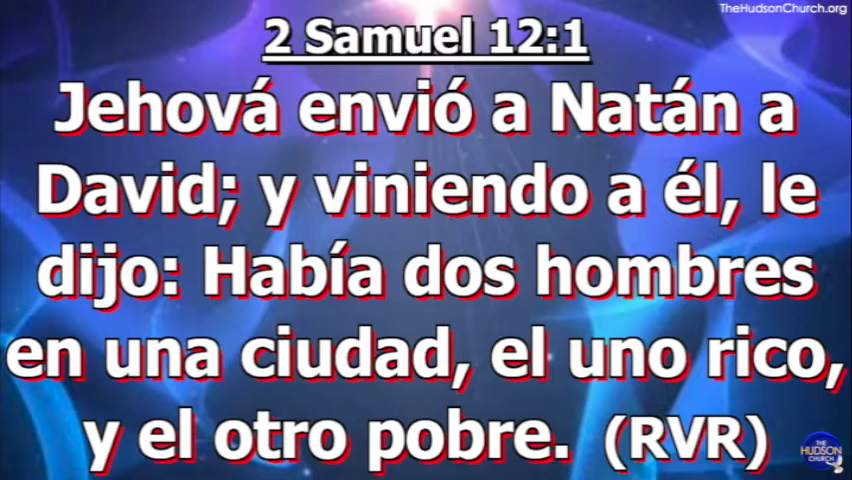 TheHudsonChurch.org
2 Samuel 12:1
Jehová envió a Natán a
David; y viniendo a él, le
dijo: Había dos hombres
en una ciudad, el uno rico,
y el otro pobre. (RVR)
THE
HUDSON
CHURCH